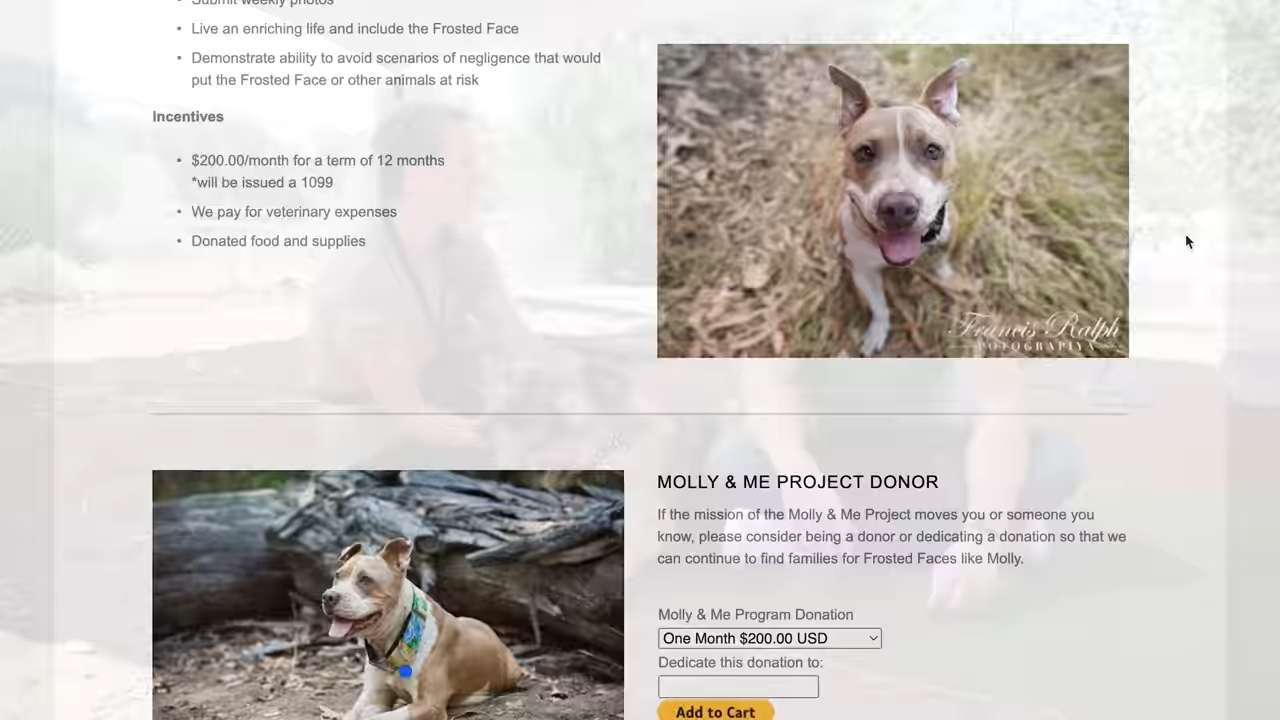 Submit weekly photos
• Live an enriching life and include the Frosted Face
• Demonstrate ability to avoid scenarios of negligence that would
put the Frosted Face or other animals at risk
Incentives
• $200.00/month for a term of 12 months
*will be issued a 1099
• We pay for veterinary expenses
• Donated food and supplies
Francis Ralph
POTOGRAPIY
MOLLY & ME PROJECT DONOR
If the mission of the Molly & Me Project moves you or someone you
know, please consider being a donor or dedicating a donation so that we
can continue to find families for Frosted Faces like Molly.
Molly & Me Program Donation
One Month $200.00 USD
Dedicate this donation to:
Add to Cart